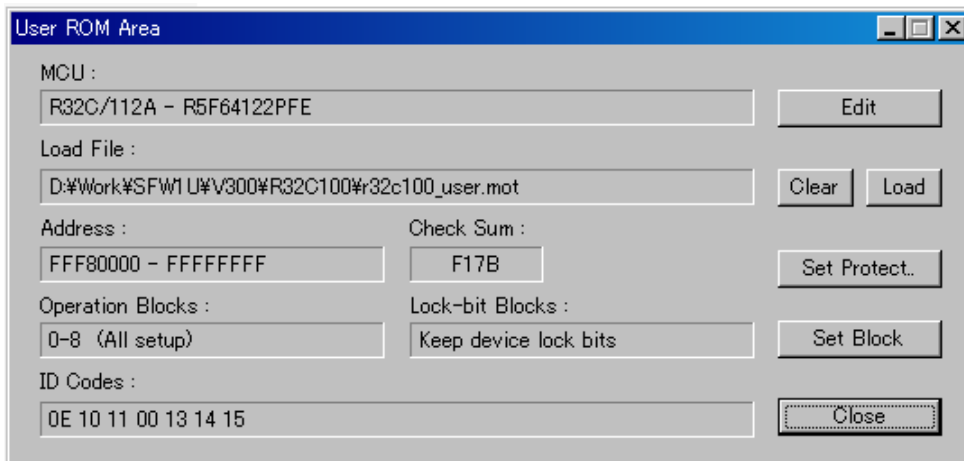 User ROM Area
MCU :
R32C/112A - R5F64122PFE
Edit
Load File :
D:¥Work¥SFW1U¥V300¥R32C100¥r32c100_user.mot
Clear
Load
Address :
Check Sum :
FFF80000 - FFFFFFFF
F17B
Set Protect..
Operation Blocks :
Lock-bit Blocks :
0-8 (All setup)
Keep device lock bits
Set Block
ID Codes :
0E 10 11 00 13 14 15
Close